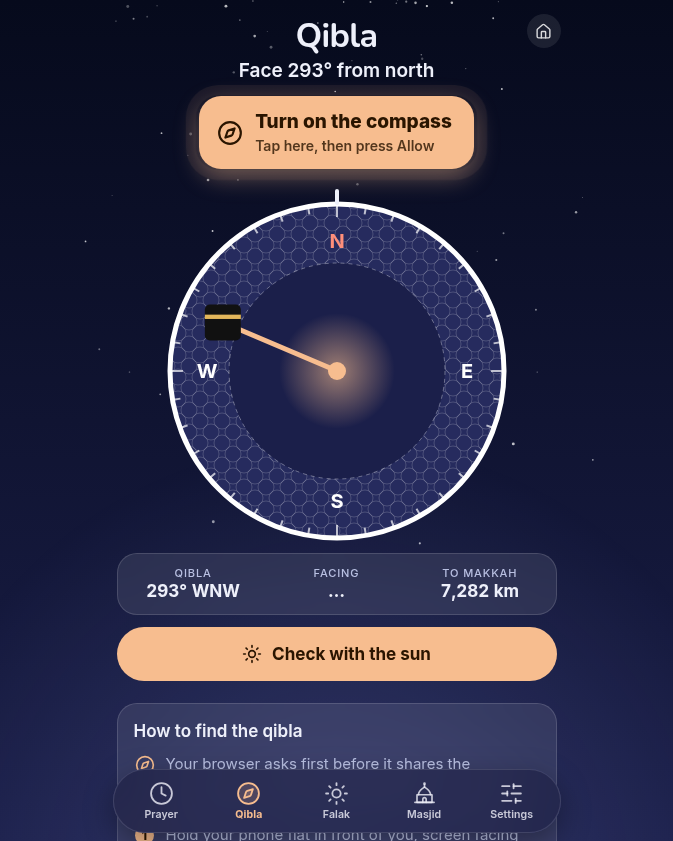 Qibla
Face 293° from north
Turn on the compass
Tap here, then press Allow
N
W
E
S
QIBLA
FACING
TO MAKKAH
293° WNW
...
7,282 km
Check with the sun
How to find the qibla
Your browser asks first before it shares the
Hold your phone flat in front of you, screen facing
Prayer
Qibla
Falak
Masjid
Settings